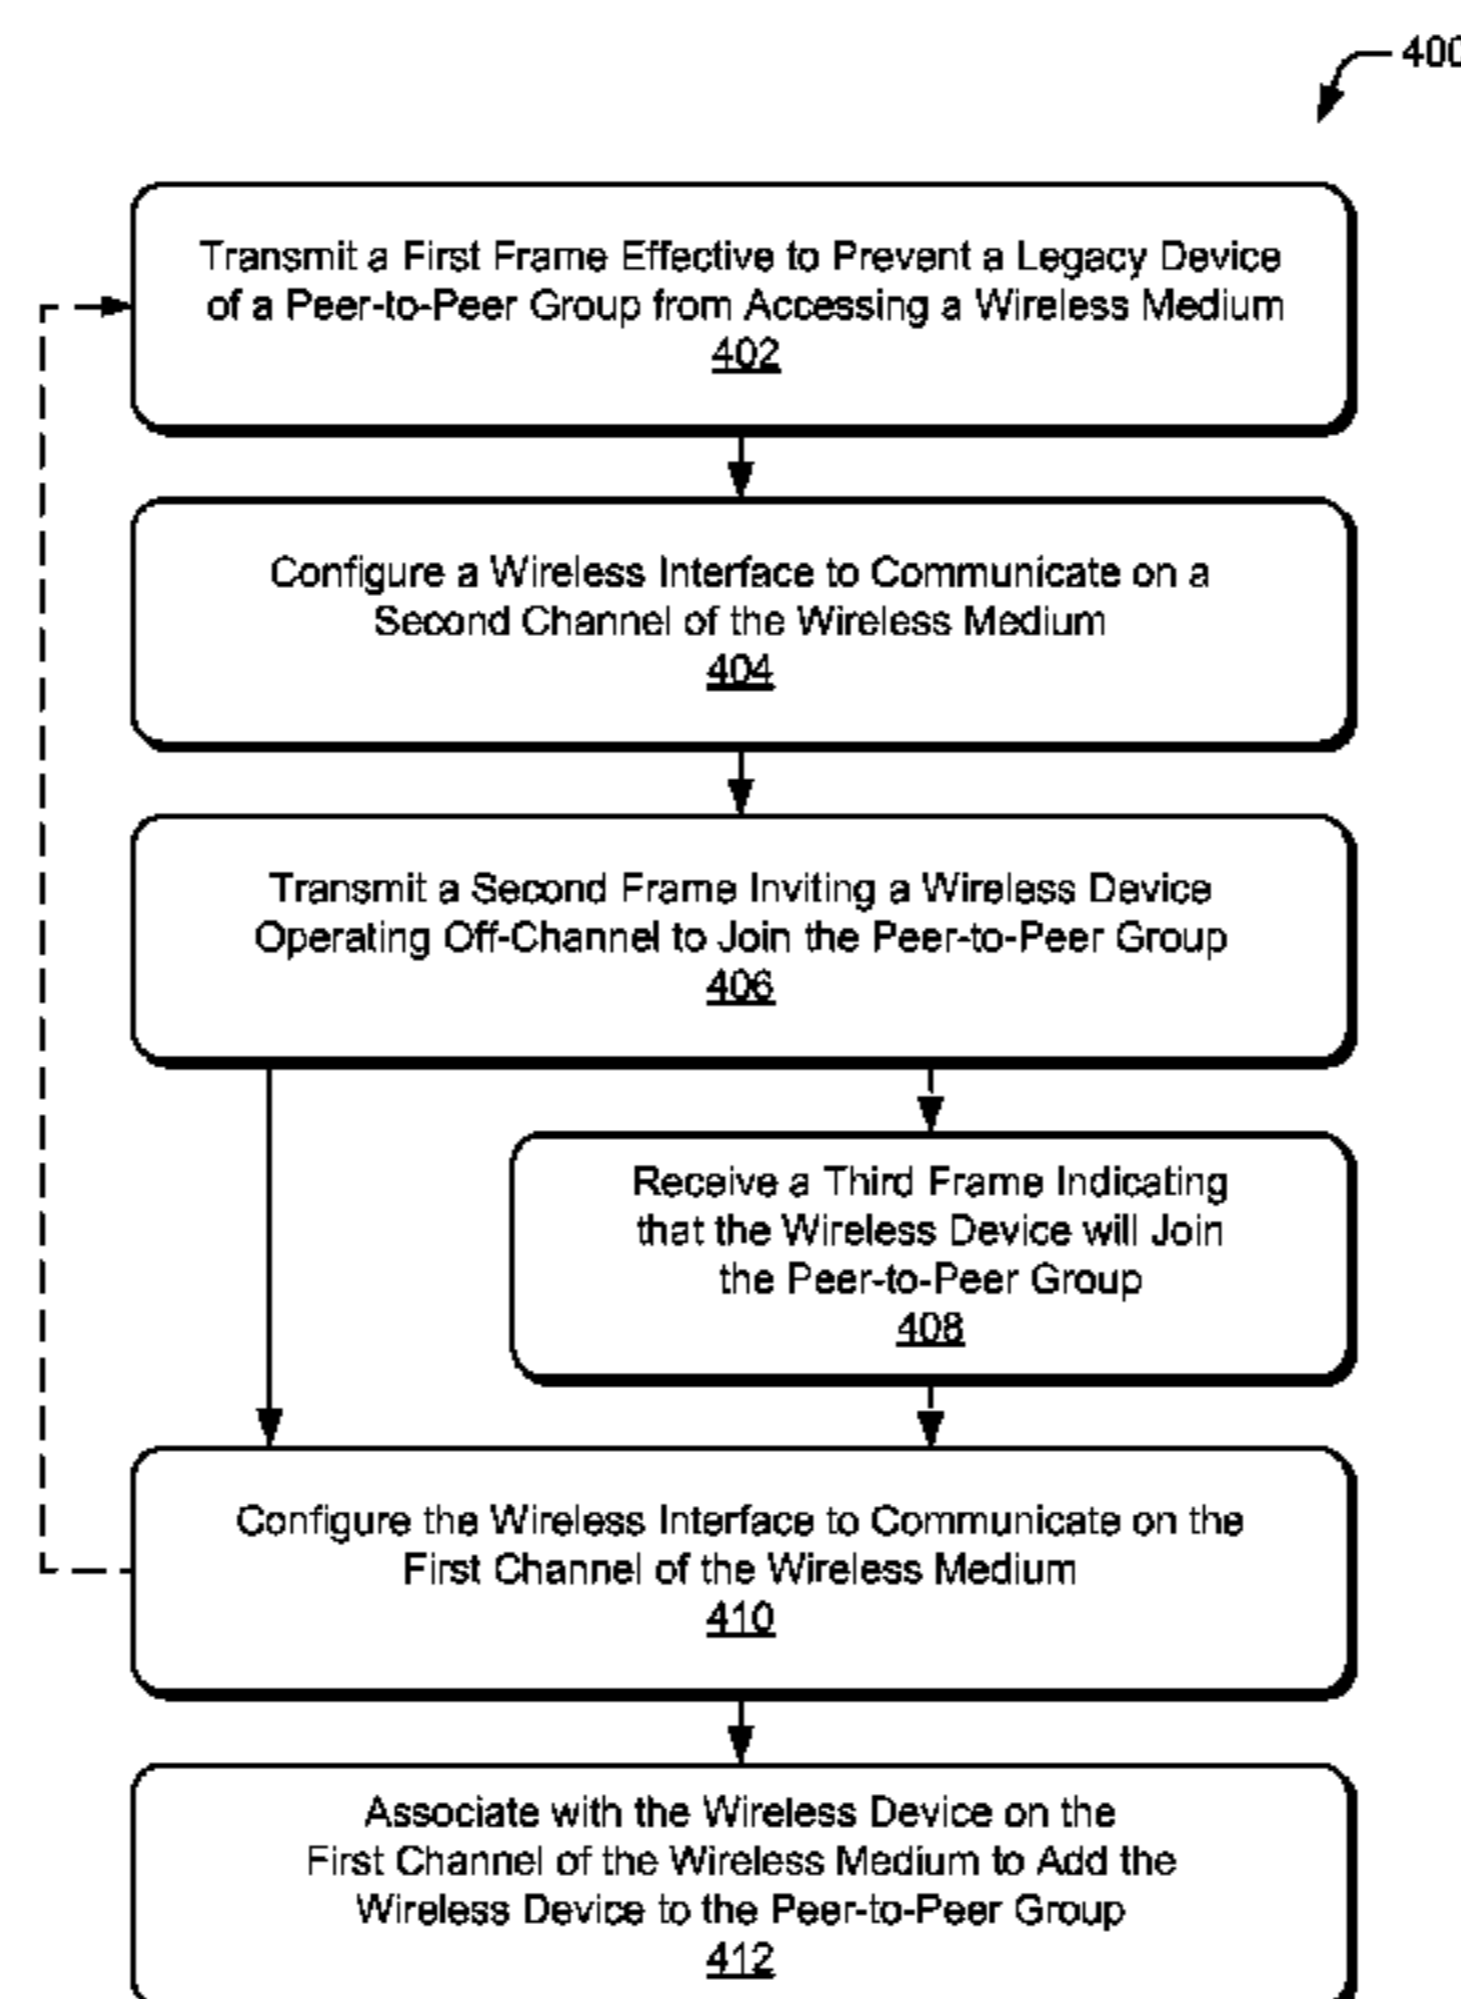 400
Transmit a First Frame Effective to Prevent a Legacy Device
of a Peer-to-Peer Group from Accessing a Wireless Medium
402
Configure a Wireless Interface to Communicate on a
Second Channel of the Wireless Medium
404
Transmit a Second Frame Inviting a Wireless Device
Operating Off-Channel to Join the Peer-to-Peer Group
406
Receive a Third Frame Indicating
that the Wireless Device will Join
the Peer-to-Peer Group
408
Configure the Wireless Interface to Communicate on the
First Channel of the Wireless Medium
410
Associate with the Wireless Device on the
First Channel of the Wireless Medium to Add the
Wireless Device to the Peer-to-Peer Group
412